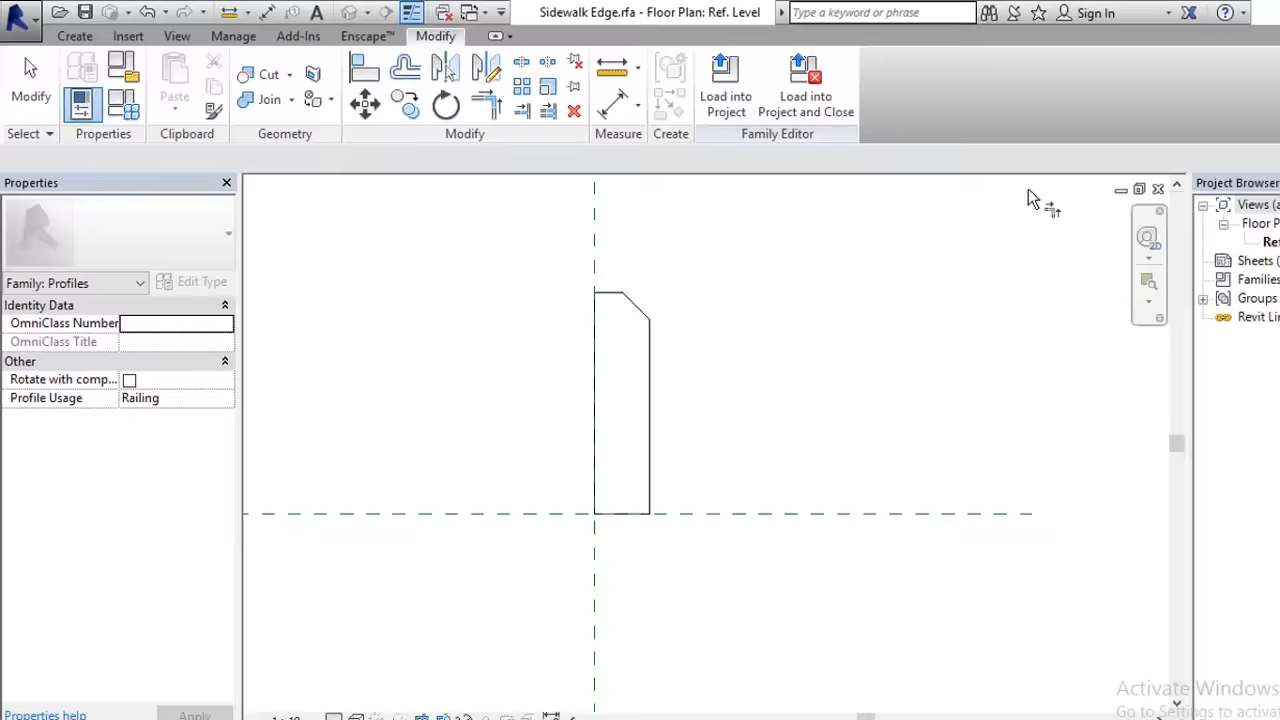 Sidewalk Edge.rfa - Floor Plan: Ref. Level
Type a keyword or phrase
Sign In
Create Insert View Manage Add-Ins Enscape™ Modify
Modify
Paste
Cut
Join
Load into Project
Load into Project and Close
Select Properties Clipboard Geometry Modify Measure Create Family Editor
Properties
Family: Profiles
Edit Type
Identity Data
OmniClass Number
OmniClass Title
Other
Rotate with comp...
Profile Usage Railing
Properties help
Apply
2D
Project Browser
Views (a
Floor P
Re
Sheets (
Families
Groups
Revit Lin
Activate Windows
Go to Settings to activat